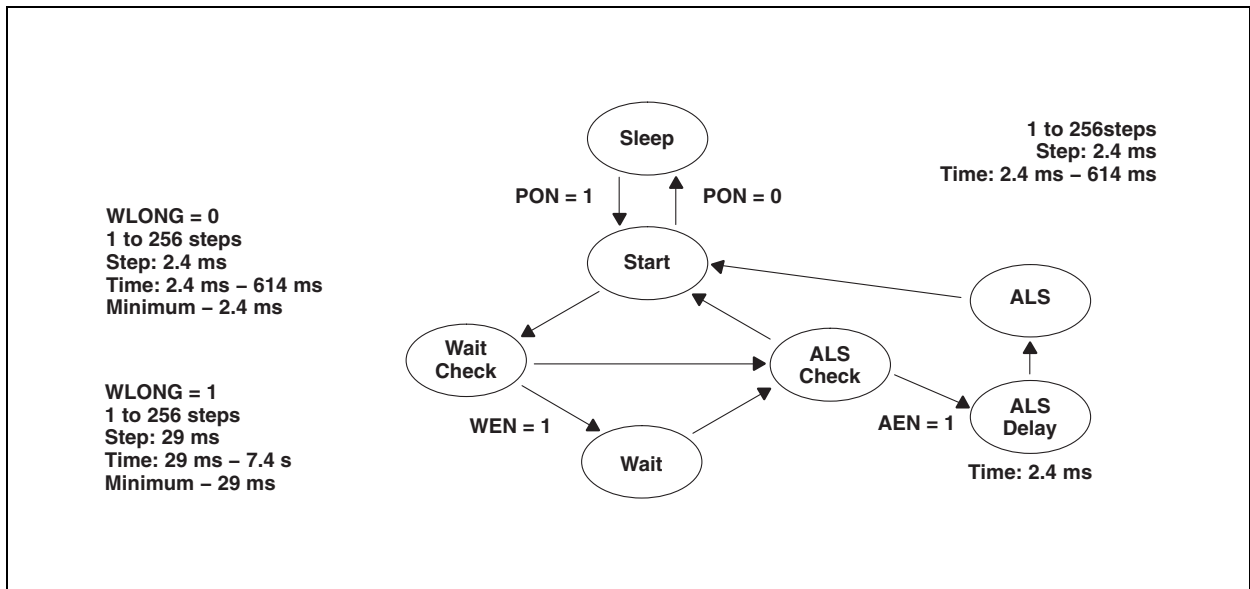 Sleep
1 to 256steps
Step: 2.4 ms
Time: 2.4 ms – 614 ms
PON = 1
PON = 0
WLONG = 0
1 to 256 steps
Step: 2.4 ms
Time: 2.4 ms – 614 ms
Minimum – 2.4 ms
Start
ALS
Wait
Check
ALS
Check
WLONG = 1
1 to 256 steps
Step: 29 ms
Time: 29 ms – 7.4 s
Minimum – 29 ms
WEN = 1
AEN = 1
ALS
Delay
Wait
Time: 2.4 ms